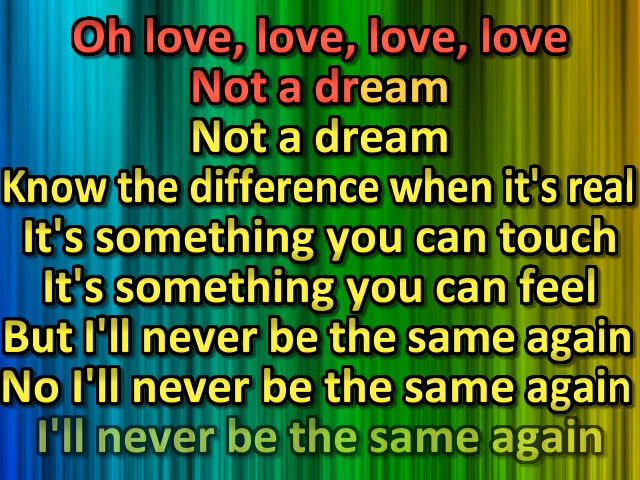 Oh love, love, love, love
Not a dream
Not a dream
Know the difference when it's real
It's something you can touch
It's something you can feel
But I'll never be the same again
No I'll never be the same again
I'll never be the same again